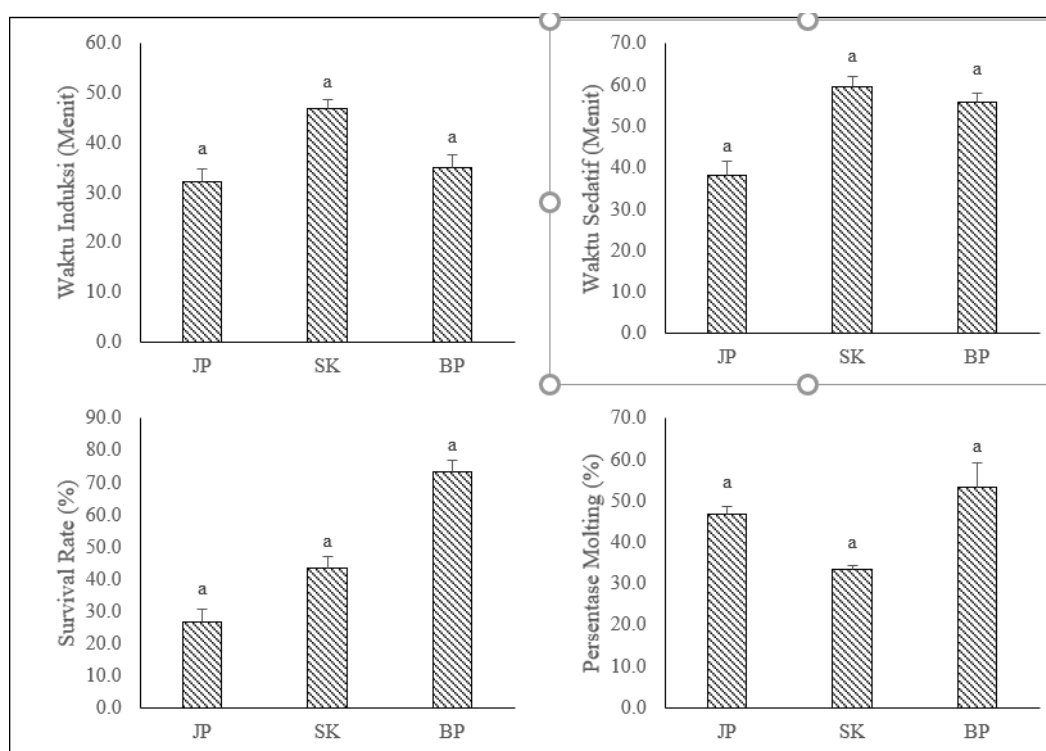 Waktu Induksi (Menit)
60.0
50.0
40.0
30.0
20.0
10.0
0.0
a
a
a
JP SK BP
Waktu Sedatif (Menit)
70.0
60.0
50.0
40.0
30.0
20.0
10.0
0.0
a
a
a
JP SK BP
Survival Rate (%)
90.0
80.0
70.0
60.0
50.0
40.0
30.0
20.0
10.0
0.0
a
a
a
JP SK BP
Persentase Molting (%)
70.0
60.0
50.0
40.0
30.0
20.0
10.0
0.0
a
a
a
JP SK BP